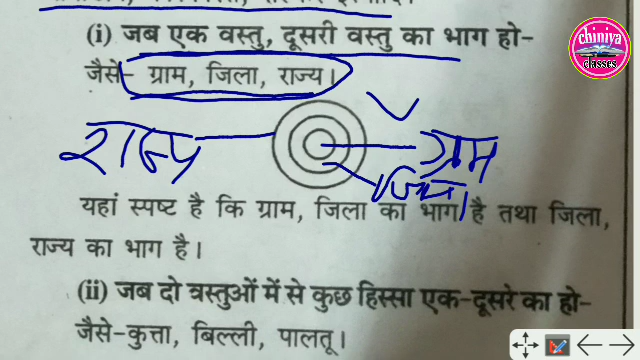 (i) जब एक वस्तु, दूसरी वस्तु का भाग हो-
जैसे- ग्राम, जिला, राज्य।
राज्य
ग्राम
जिला
यहां स्पष्ट है कि ग्राम, जिला का भाग है तथा जिला,
राज्य का भाग है।
(ii) जब दो वस्तुओं में से कुछ हिस्सा एक-दूसरे का हो-
जैसे-कुत्ता, बिल्ली, पालतू।
chiniya
classes